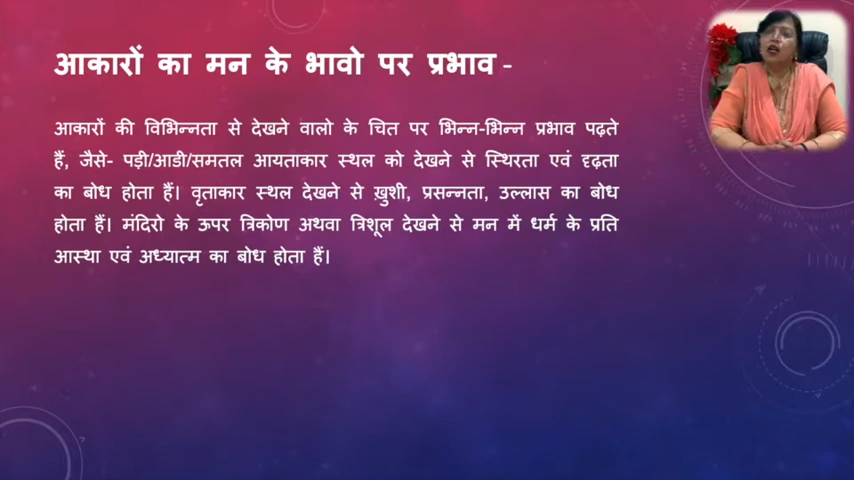 आकारों का मन के भावो पर प्रभाव -
आकारों की विभिन्नता से देखने वालो के चित पर भिन्न-भिन्न प्रभाव पढ़ते
हैं, जैसे- पड़ी/आडी/समतल आयताकार स्थल को देखने से स्थिरता एवं दृढ़ता
का बोध होता हैं। वृताकार स्थल देखने से ख़ुशी, प्रसन्नता, उल्लास का बोध
होता हैं। मंदिरो के ऊपर त्रिकोण अथवा त्रिशूल देखने से मन में धर्म के प्रति
आस्था एवं अध्यात्म का बोध होता हैं।